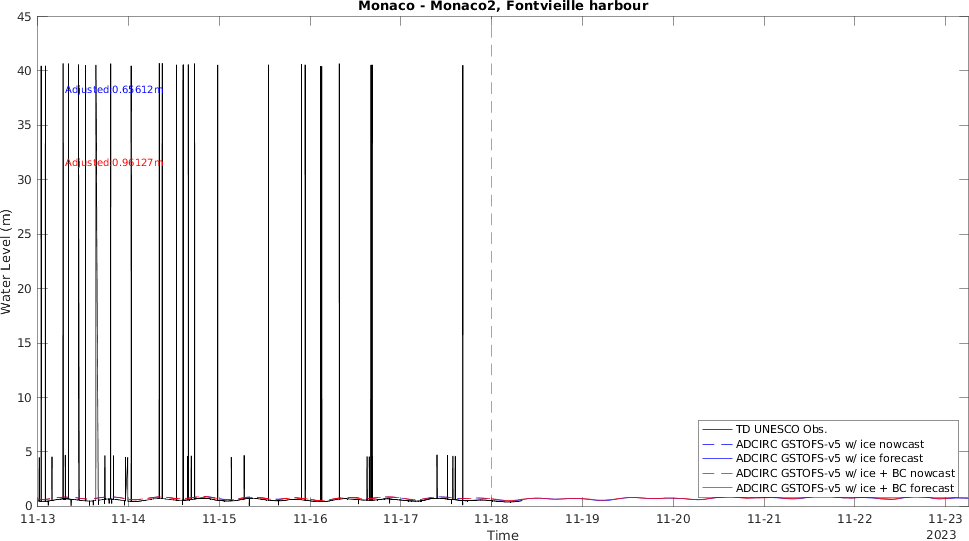 Monaco - Monaco2, Fontvieille harbour
45
40
35
30
25
20
15
10
5
0
Water Level (m)
Adjusted 0.65612m
Adjusted 0.96127m
TD UNESCO Obs.
ADCIRC GSTOFS-v5 w/ ice nowcast
ADCIRC GSTOFS-v5 w/ ice forecast
ADCIRC GSTOFS-v5 w/ ice + BC nowcast
ADCIRC GSTOFS-v5 w/ ice + BC forecast
11-13 11-14 11-15 11-16 11-17 11-18 11-19 11-20 11-21 11-22 11-23
2023
Time